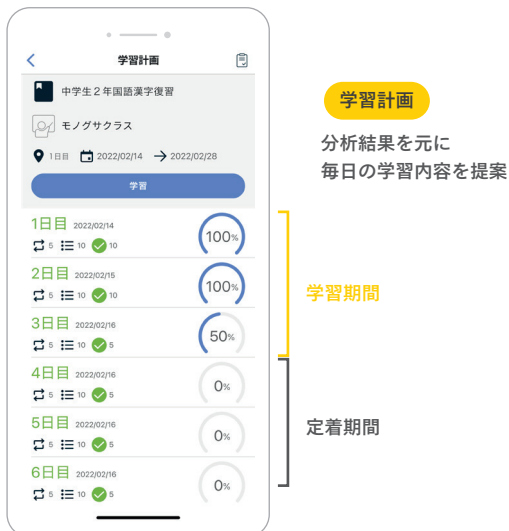 学習計画
中学生２年国語漢字復習
モノグサクラス
1日目 2022/02/14 → 2022/02/28
学習
1日目 2022/02/14
5 10 10
100%
2日目 2022/02/15
5 10 10
100%
3日目 2022/02/16
5 10 5
50%
4日目 2022/02/16
5 10 5
0%
5日目 2022/02/16
5 10 5
0%
6日目 2022/02/16
5 10 5
0%
学習計画
分析結果を元に
毎日の学習内容を提案
学習期間
定着期間